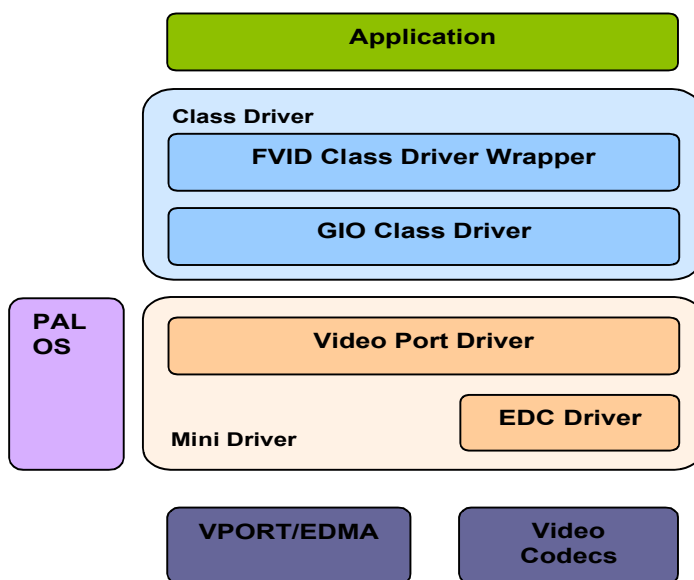 Application
Class Driver
FVID Class Driver Wrapper
GIO Class Driver
PAL
OS
Video Port Driver
EDC Driver
Mini Driver
VPORT/EDMA
Video
Codecs